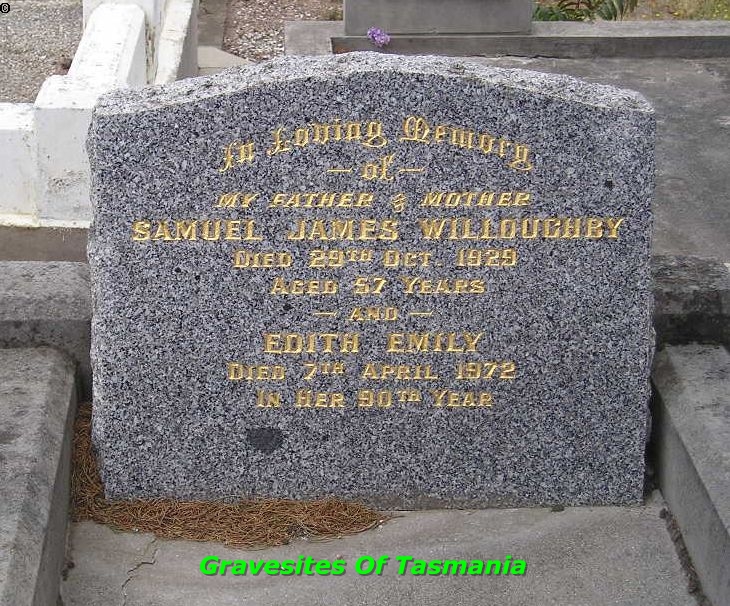 In Loving Memory
— of —
MY FATHER & MOTHER
SAMUEL JAMES WILLOUGHBY
DIED 29TH OCT. 1929
AGED 57 YEARS
— AND —
EDITH EMILY
DIED 7TH APRIL 1972
IN HER 90TH YEAR
Gravesites Of Tasmania